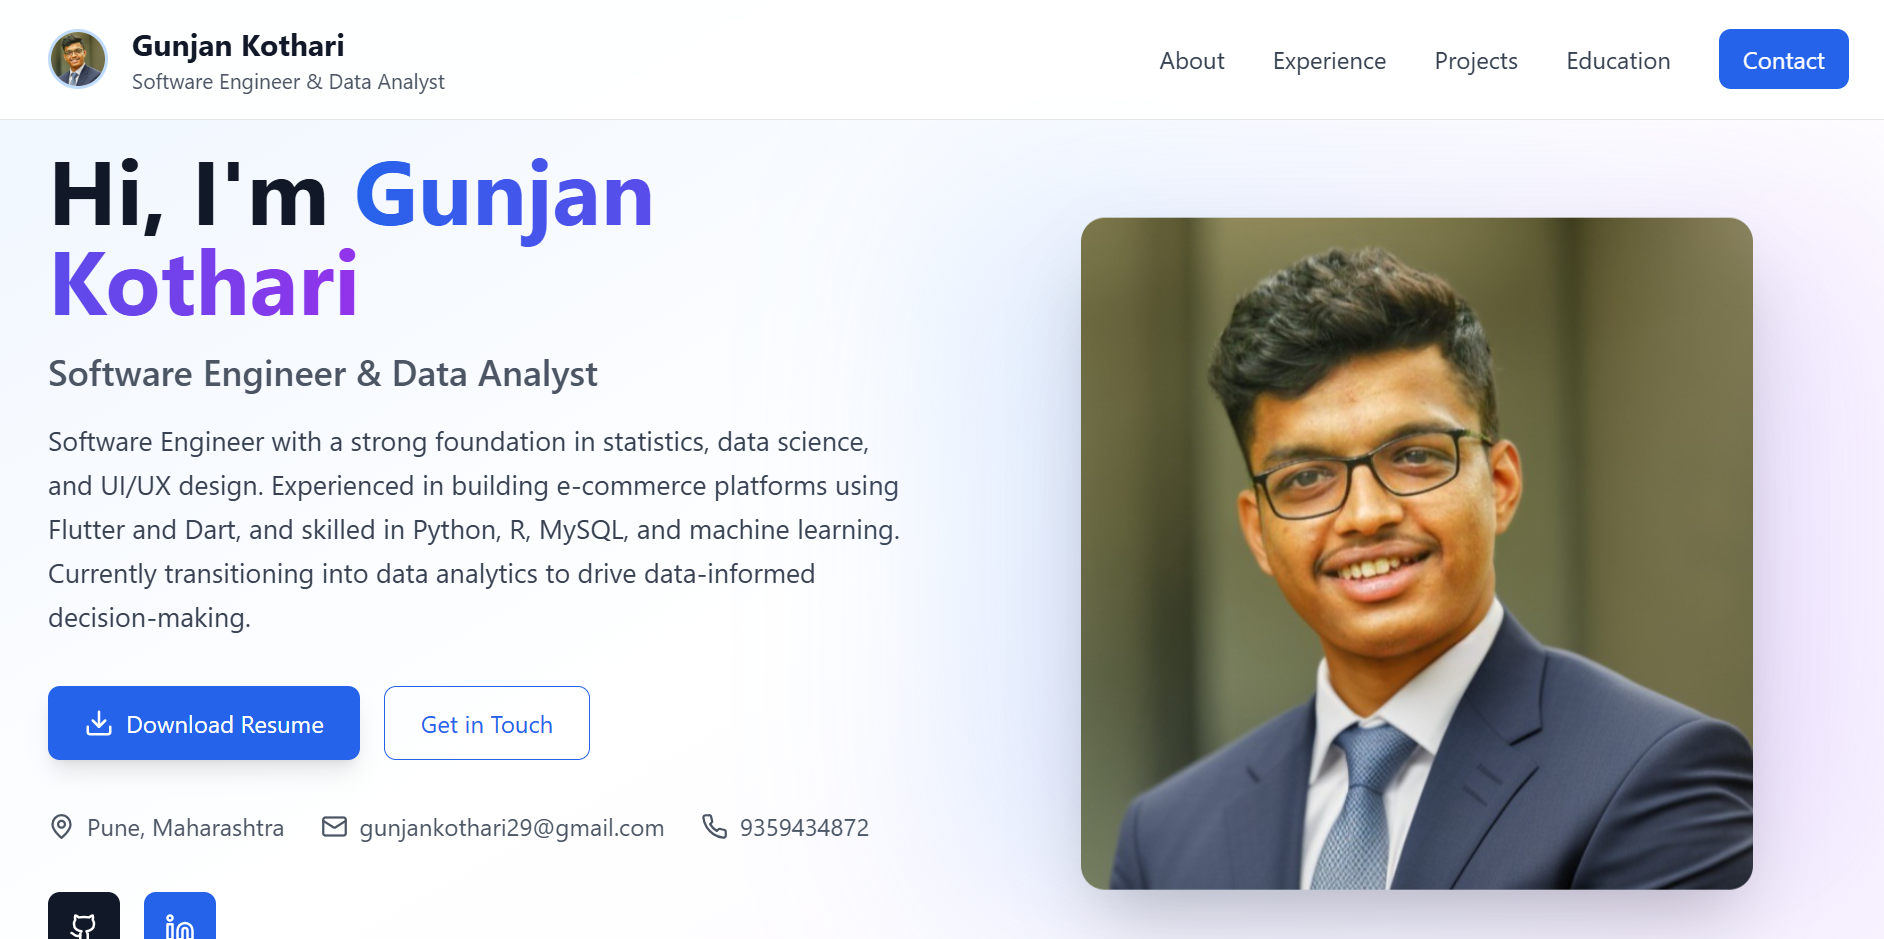 Gunjan Kothari
Software Engineer & Data Analyst
About
Experience
Projects
Education
Contact
Hi, I'm Gunjan
Kothari
Software Engineer & Data Analyst
Software Engineer with a strong foundation in statistics, data science,
and UI/UX design. Experienced in building e-commerce platforms using
Flutter and Dart, and skilled in Python, R, MySQL, and machine learning.
Currently transitioning into data analytics to drive data-informed
decision-making.
Download Resume
Get in Touch
Pune, Maharashtra
gunjankothari29@gmail.com
9359434872
in